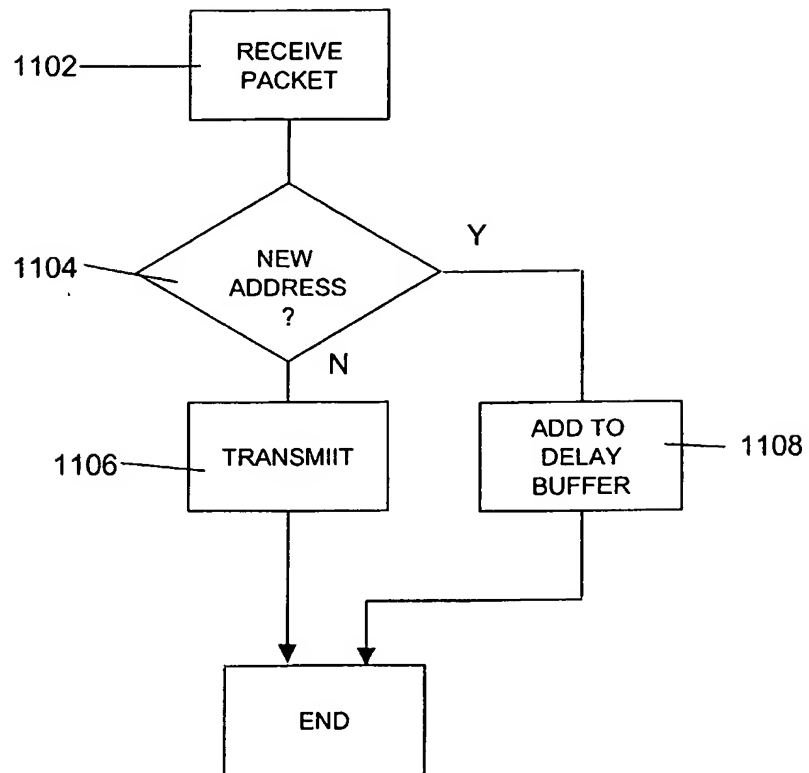 1102
RECEIVE
PACKET
1104
NEW
ADDRESS
?
Y
N
1106
TRANSMIIT
ADD TO
DELAY
BUFFER
1108
END